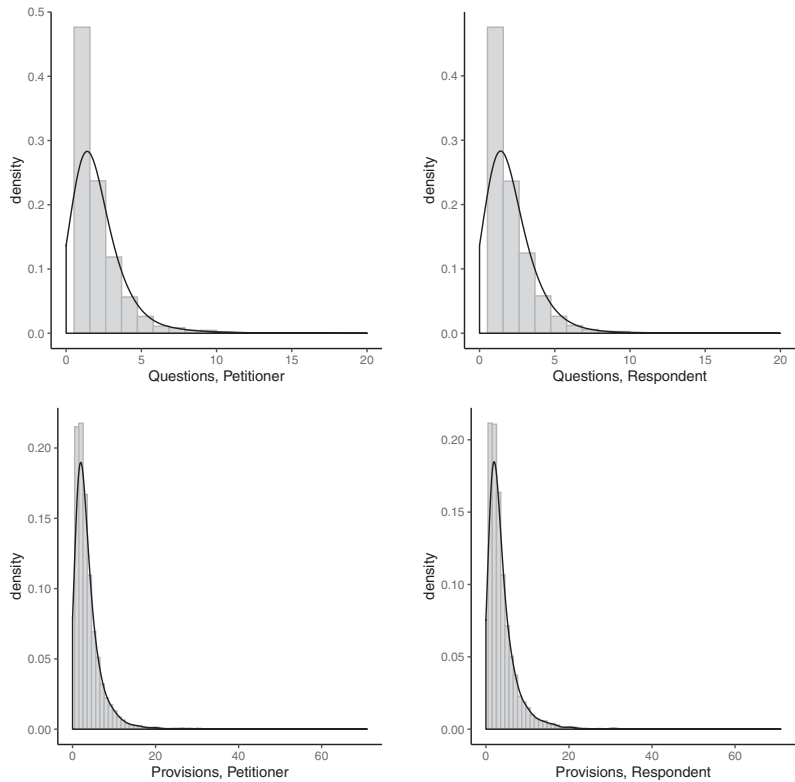 0.5
0.4
0.3
0.2
0.1
0.0
density
0 5 10 15 20
Questions, Petitioner
0.4
0.3
0.2
0.1
0.0
density
0 5 10 15 20
Questions, Respondent
0.20
0.15
0.10
0.05
0.00
density
0 20 40 60
Provisions, Petitioner
0.20
0.15
0.10
0.05
0.00
density
0 20 40 60
Provisions, Respondent